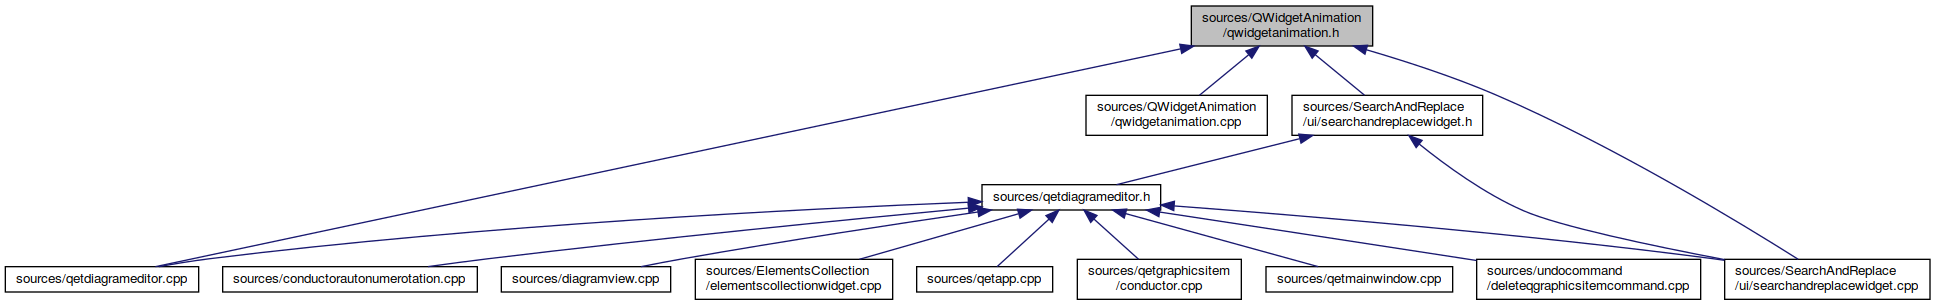 sources/QWidgetAnimation
/qwidgetanimation.h
sources/QWidgetAnimation
/qwidgetanimation.cpp
sources/SearchAndReplace
/ui/searchandreplacewidget.h
sources/qetdiagrameditor.h
sources/qetdiagrameditor.cpp
sources/conductorautonumerotation.cpp
sources/diagramview.cpp
sources/ElementsCollection
/elementscollectionwidget.cpp
sources/qetapp.cpp
sources/qetgraphicsitem
/conductor.cpp
sources/qetmainwindow.cpp
sources/undocommand
/deleteqgraphicsitemcommand.cpp
sources/SearchAndReplace
/ui/searchandreplacewidget.cpp